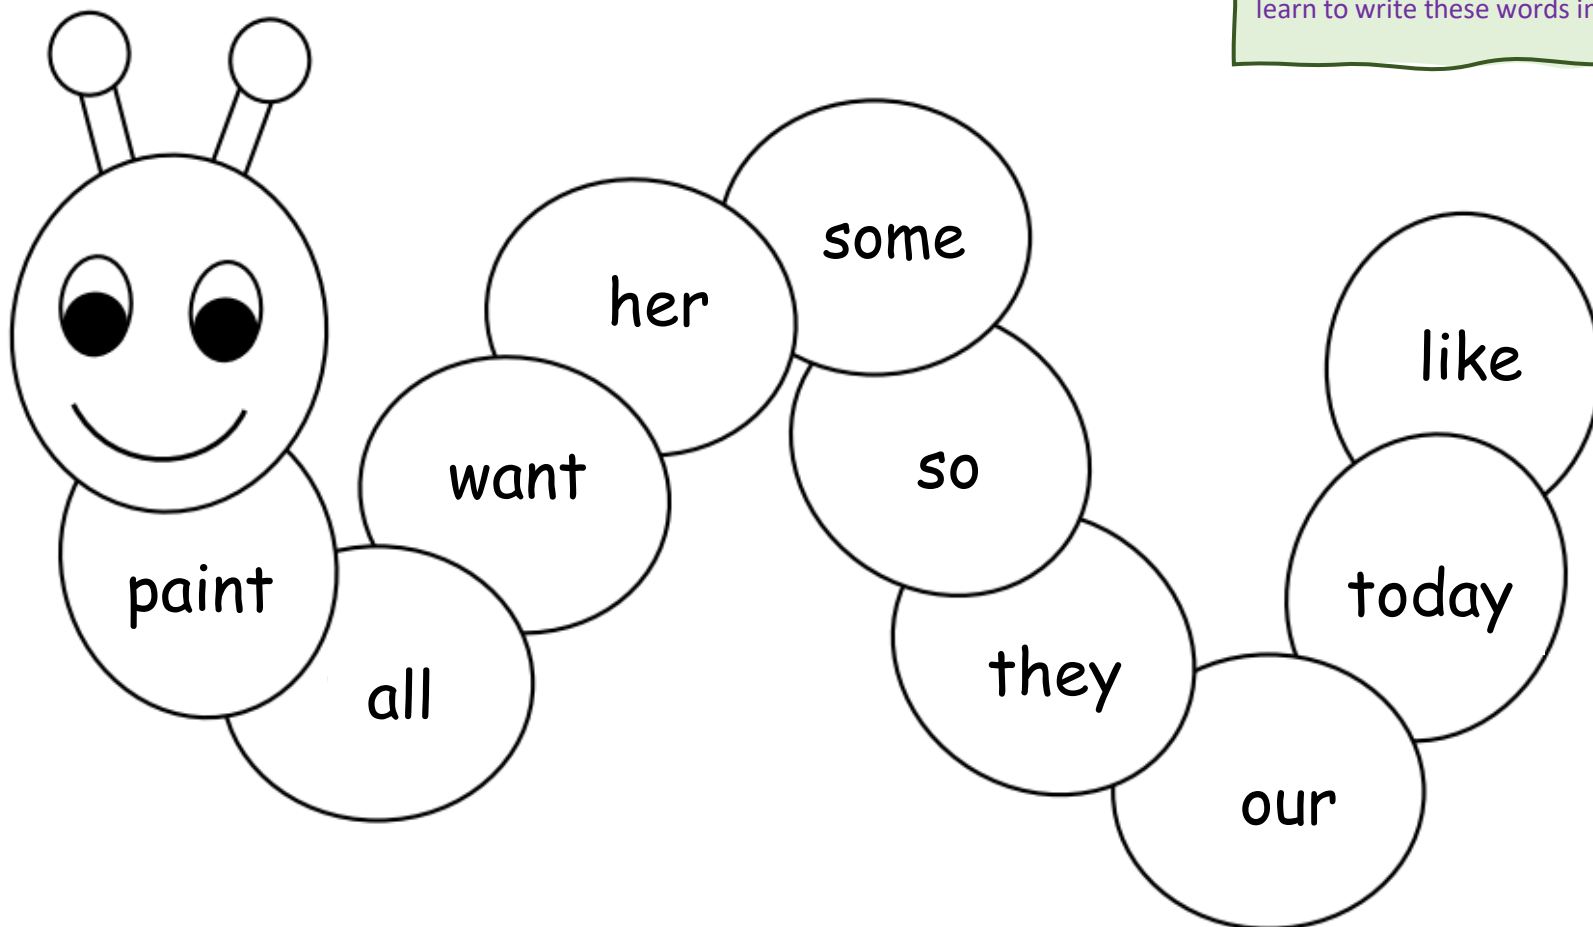 learn to write these words in
paint
all
want
her
some
so
they
our
today
like